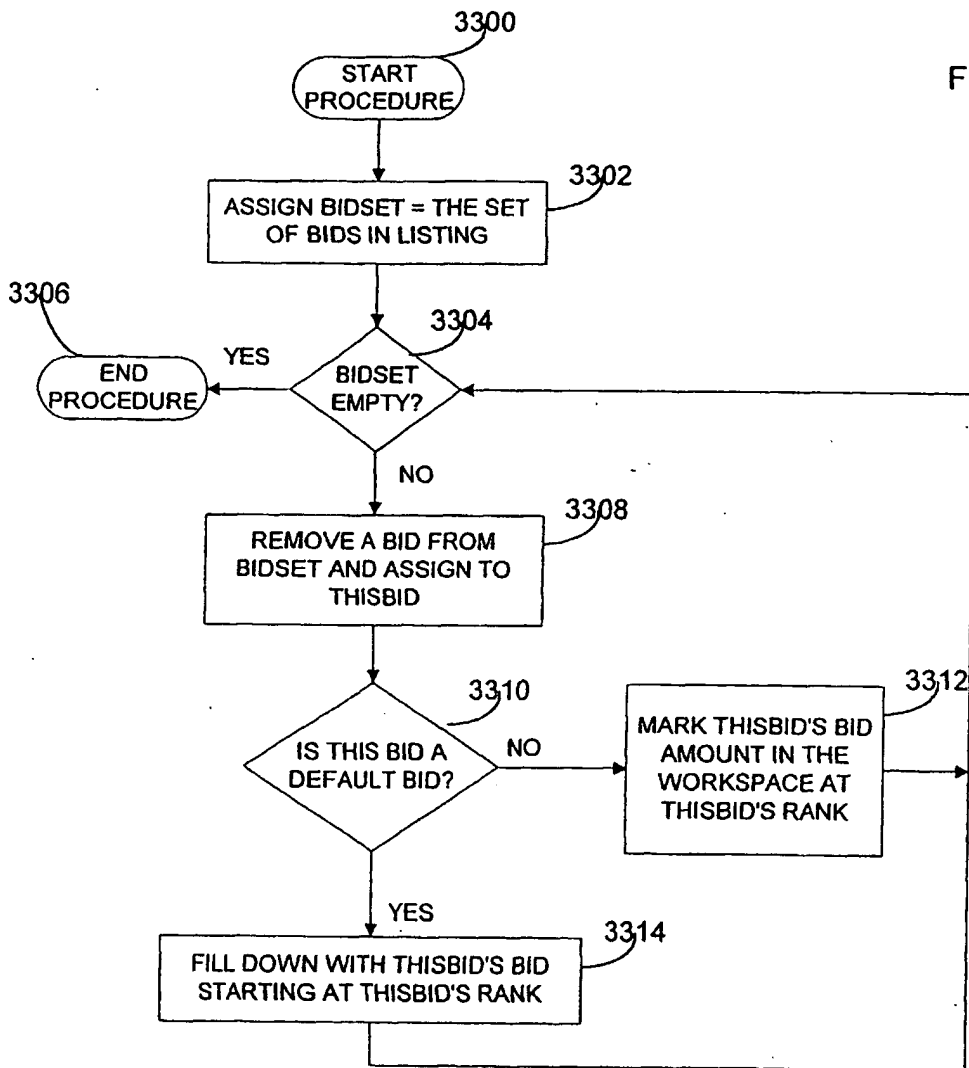 3300
START
PROCEDURE
F
3302
ASSIGN BIDSET = THE SET
OF BIDS IN LISTING
3306
3304
YES
END
PROCEDURE
BIDSET
EMPTY?
NO
3308
REMOVE A BID FROM
BIDSET AND ASSIGN TO
THISBID
3310
3312
IS THIS BID A
DEFAULT BID?
NO
MARK THISBID'S BID
AMOUNT IN THE
WORKSPACE AT
THISBID'S RANK
YES
3314
FILL DOWN WITH THISBID'S BID
STARTING AT THISBID'S RANK